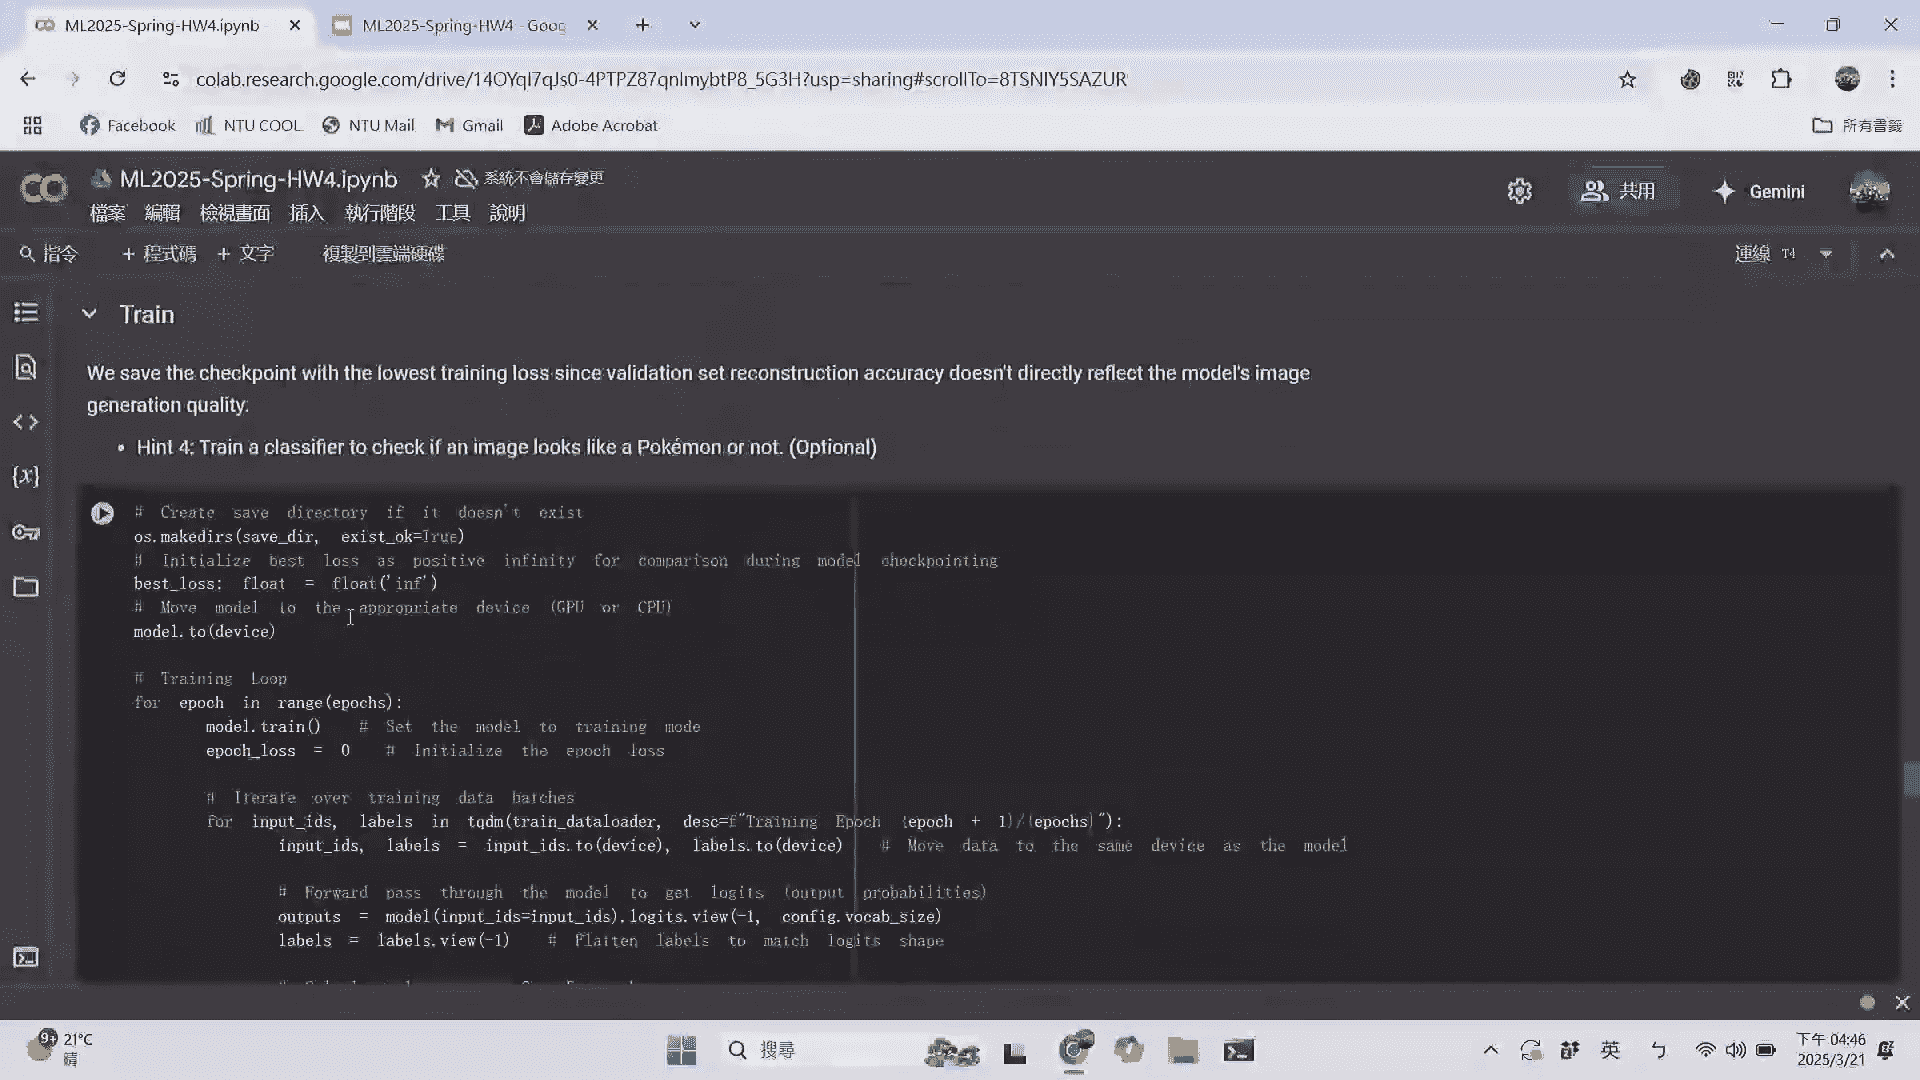 ML2025-Spring-HW4.ipynb
ML2025-Spring-HW4 - Goog
colab.research.google.com/drive/14OYqI7qJs0-4PTPZ87qnlmybtP8_5G3H?usp=sharing#scrollTo=8TSNIY5SAZUR
Facebook NTU COOL NTU Mail Gmail Adobe Acrobat 所有書籤
ML2025-Spring-HW4.ipynb 系統不會儲存變更
檔案 編輯 檢視畫面 插入 執行階段 工具 說明
共用 Gemini
指令 + 程式碼 + 文字 複製到雲端硬碟 連線 T4
Train
We save the checkpoint with the lowest training loss since validation set reconstruction accuracy doesn't directly reflect the model's image
generation quality.
• Hint 4: Train a classifier to check if an image looks like a Pokémon or not. (Optional)
# Create save directory if it doesn't exist
os.makedirs(save_dir, exist_ok=True)
# Initialize best loss as positive infinity for comparison during model checkpointing
best_loss: float = float('inf')
# Move model to the appropriate device (GPU or CPU)
model.to(device)
# Training Loop
for epoch in range(epochs):
model.train() # Set the model to training mode
epoch_loss = 0 # Initialize the epoch loss
# Iterate over training data batches
for input_ids, labels in tqdm(train_dataloader, desc=f"Training Epoch {epoch + 1}/{epochs}"):
input_ids, labels = input_ids.to(device), labels.to(device) # Move data to the same device as the model
# Forward pass through the model to get logits (output probabilities)
outputs = model(input_ids=input_ids).logits.view(-1, config.vocab_size)
labels = labels.view(-1) # Flatten labels to match logits shape
9+ 21°C
晴
搜尋
英 ㄅ
下午 04:46
2025/3/21